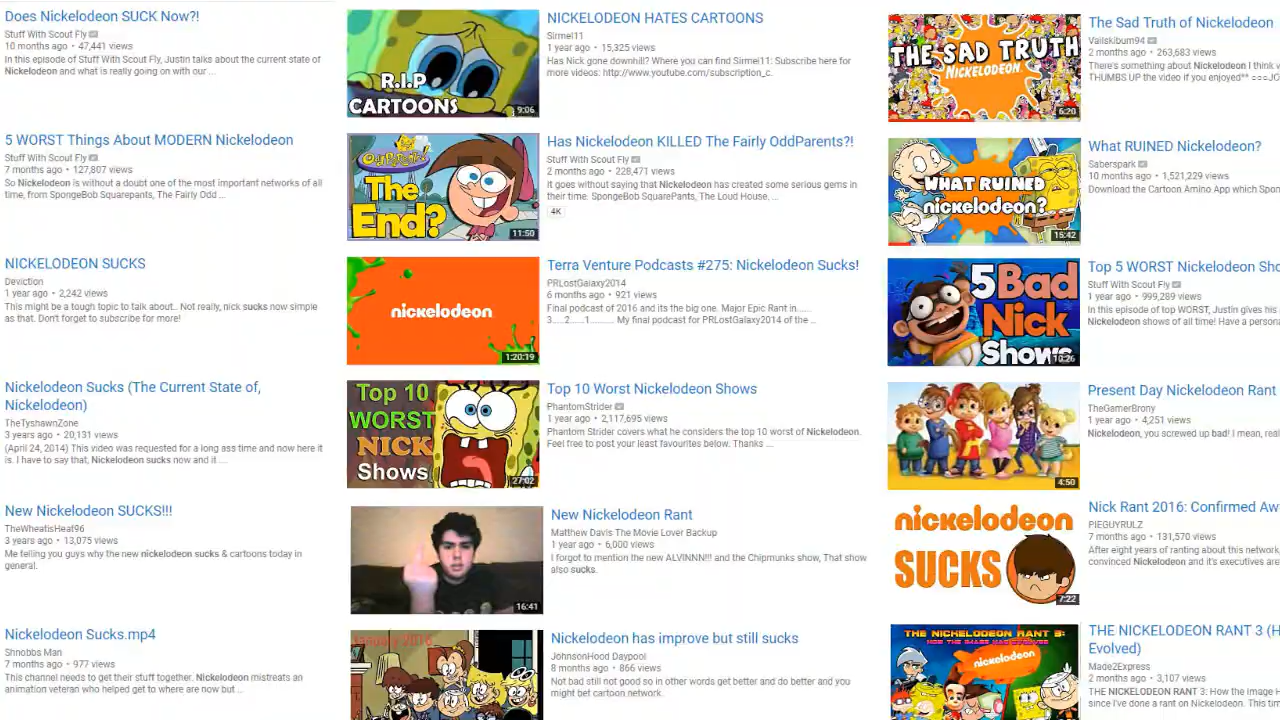 Does Nickelodeon SUCK Now?!
Stuff With Scout Fly
10 months ago • 47,441 views
In this episode of Stuff With Scout Fly, Justin talks about the current state of
Nickelodeon and what is really going on with our ...
5 WORST Things About MODERN Nickelodeon
Stuff With Scout Fly
7 months ago • 127,807 views
So Nickelodeon is without a doubt one of the most important networks of all
time, from SpongeBob Squarepants, The Fairly Odd ...
NICKELODEON SUCKS
Deviction
1 year ago • 2,242 views
This might be a tough topic to talk about.. Not really, nick sucks now simple
as that. Don't forget to subscribe for more!
Nickelodeon Sucks (The Current State of,
Nickelodeon)
TheTyshawnZone
3 years ago • 20,131 views
(April 24, 2014) This video was requested for a long ass time and now here it
is. I have to say that, Nickelodeon sucks now and it ...
New Nickelodeon SUCKS!!!
TheWheatisHeat96
3 years ago • 13,075 views
Me telling you guys why the new nickelodeon sucks & cartoons today in
general.
Nickelodeon Sucks.mp4
Shnobbs Man
7 months ago • 977 views
This channel needs to get their stuff together. Nickelodeon mistreats an
animation veteran who helped get to where are now but ...
R.I.P
CARTOONS
9:06
NICKELODEON HATES CARTOONS
Sirmel11
1 year ago • 15,325 views
Has Nick gone downhill? Where you can find Sirmel11: Subscribe here for
more videos: http://www.youtube.com/subscription_c.
OddParents!
The
End?
11:50
Has Nickelodeon KILLED The Fairly OddParents?!
Stuff With Scout Fly
2 months ago • 228,471 views
It goes without saying that Nickelodeon has created some serious gems in
their time: SpongeBob SquarePants, The Loud House. ...
4K
nickelodeon
1:20:19
Terra Venture Podcasts #275: Nickelodeon Sucks!
PRLostGalaxy2014
6 months ago • 921 views
Final podcast of 2016 and its the big one. Major Epic Rant in......
3......2......1.......... My final podcast for PRLostGalaxy2014 of the ...
Top 10
WORST
NICK
Shows
27:02
Top 10 Worst Nickelodeon Shows
PhantomStrider
1 year ago • 2,117,695 views
Phantom Strider covers what he considers the top 10 worst of Nickelodeon.
Feel free to post your least favourites below. Thanks ...
16:41
New Nickelodeon Rant
Matthew Davis The Movie Lover Backup
1 year ago • 6,000 views
I forgot to mention the new ALVINNN!!! and the Chipmunks show, That show
also sucks.
January 2016
Nickelodeon has improve but still sucks
JohnsonHood Daypool
8 months ago • 866 views
Not bad still not good so in other words get better and do better and you
might bet cartoon network.
THE SAD TRUTH
NICKELODEON
6:20
The Sad Truth of Nickelodeon
Vailskibum94
2 months ago • 263,683 views
There's something about Nickelodeon I think v
THUMBS UP the video if you enjoyed** ===JO
WHAT RUINED
nickelodeon?
15:42
What RUINED Nickelodeon?
Saberspark
10 months ago • 1,521,229 views
Download the Cartoon Amino App which Spon
5 Bad
Nick
Shows
10:26
Top 5 WORST Nickelodeon Sho
Stuff With Scout Fly
1 year ago • 999,289 views
In this episode of top WORST, Justin gives his
Nickelodeon shows of all time! Have a persona
4:50
Present Day Nickelodeon Rant
TheGamerBrony
1 year ago • 4,251 views
Nickelodeon, you screwed up bad! I mean, reall
nickelodeon
SUCKS
7:22
Nick Rant 2016: Confirmed Aw
PIEGUYRULZ
7 months ago • 131,570 views
After eight years of ranting about this network,
convinced Nickelodeon and it's executives are
THE NICKELODEON RANT 3:
HOW THE IMAGE HAS EVOLVED
nickelodeon
THE NICKELODEON RANT 3 (H
Evolved)
Made2Express
2 months ago • 3,107 views
THE NICKELODEON RANT 3: How the Image H
since I've done a rant on Nickelodeon. This tim